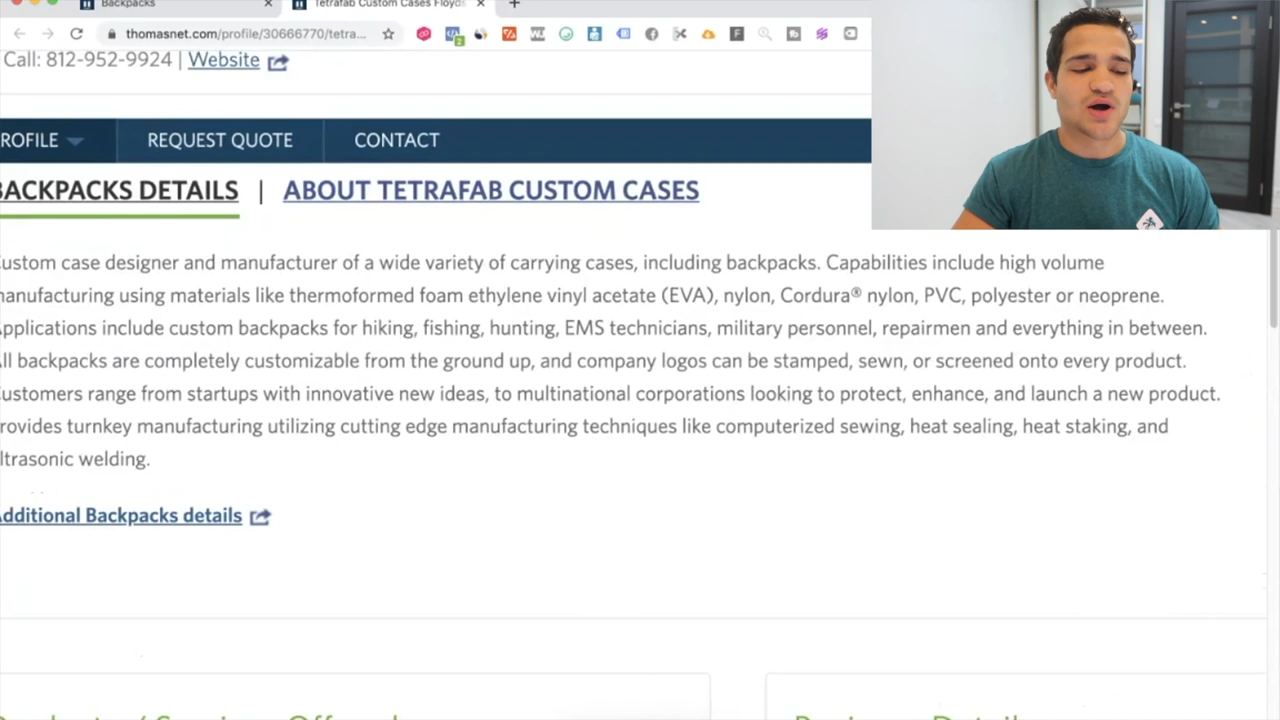 Backpacks
Tetrafab Custom Cases Floyds
thomasnet.com/profile/30666770/tetra...
Call: 812-952-9924 | Website
ROFILE REQUEST QUOTE CONTACT
BACKPACKS DETAILS | ABOUT TETRAFAB CUSTOM CASES
ustom case designer and manufacturer of a wide variety of carrying cases, including backpacks. Capabilities include high volume
manufacturing using materials like thermoformed foam ethylene vinyl acetate (EVA), nylon, Cordura® nylon, PVC, polyester or neoprene.
pplications include custom backpacks for hiking, fishing, hunting, EMS technicians, military personnel, repairmen and everything in between.
ll backpacks are completely customizable from the ground up, and company logos can be stamped, sewn, or screened onto every product.
ustomers range from startups with innovative new ideas, to multinational corporations looking to protect, enhance, and launch a new product.
rovides turnkey manufacturing utilizing cutting edge manufacturing techniques like computerized sewing, heat sealing, heat staking, and
ltrasonic welding.
dditional Backpacks details